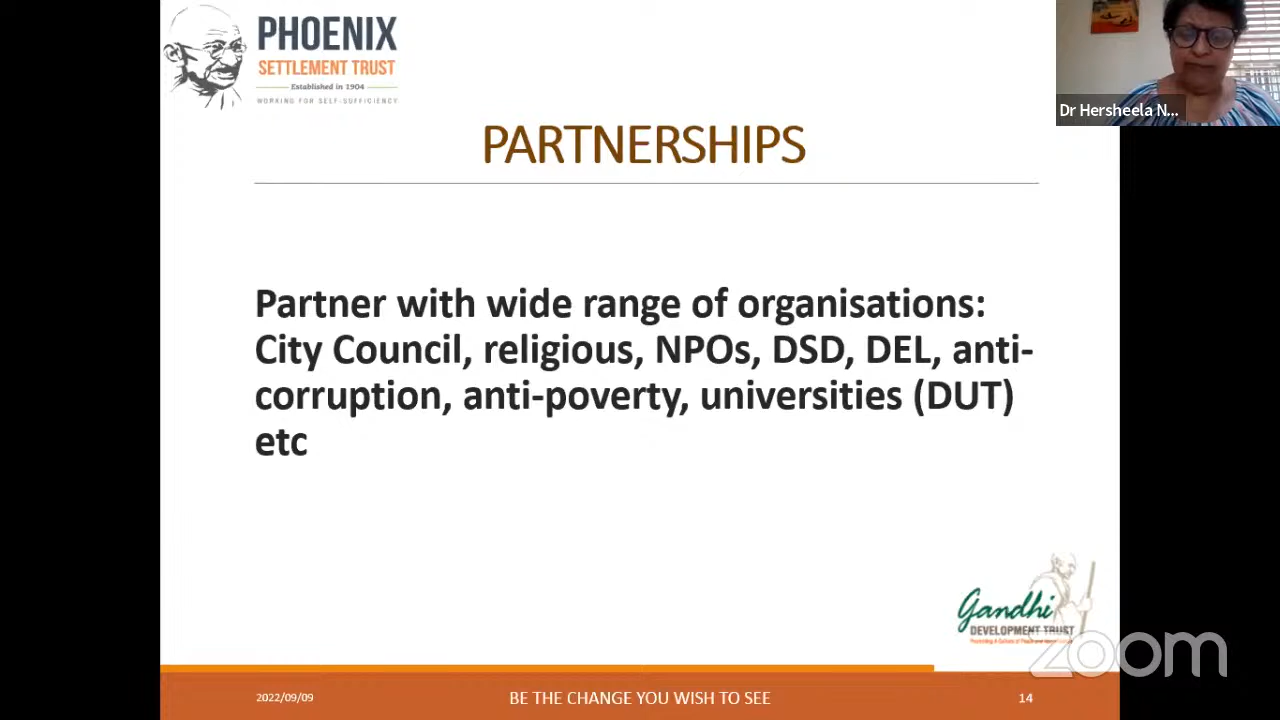 PHOENIX
SETTLEMENT TRUST
Established in 1904
WORKING FOR SELF-SUFFICIENCY
Dr Hersheela N...
PARTNERSHIPS
Partner with wide range of organisations:
City Council, religious, NPOs, DSD, DEL, anti-
corruption, anti-poverty, universities (DUT)
etc
Gandhi
DEVELOPMENT TRUST
zoom
2022/09/09
BE THE CHANGE YOU WISH TO SEE
14